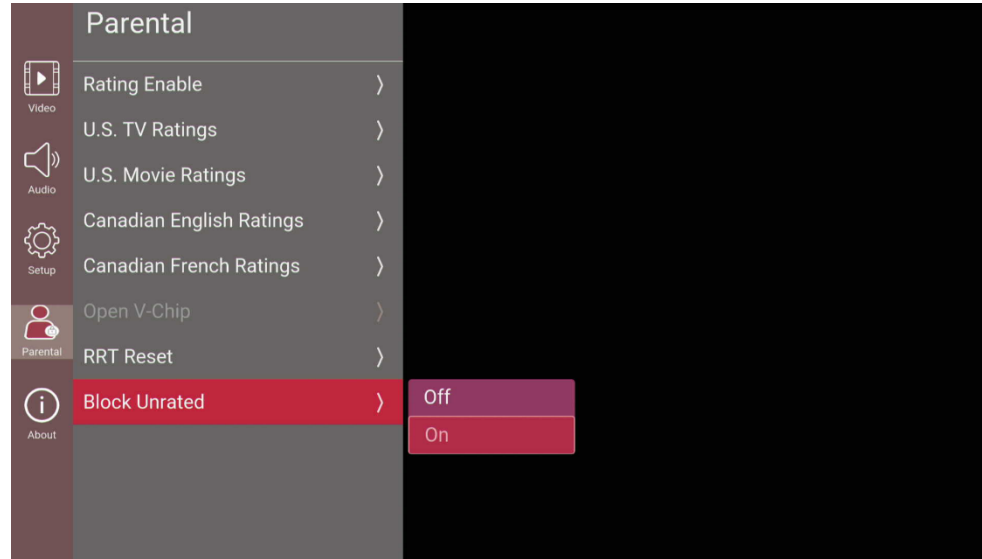 Parental
Video
Audio
Setup
Parental
About
Rating Enable
U.S. TV Ratings
U.S. Movie Ratings
Canadian English Ratings
Canadian French Ratings
Open V-Chip
RRT Reset
Block Unrated
Off
On